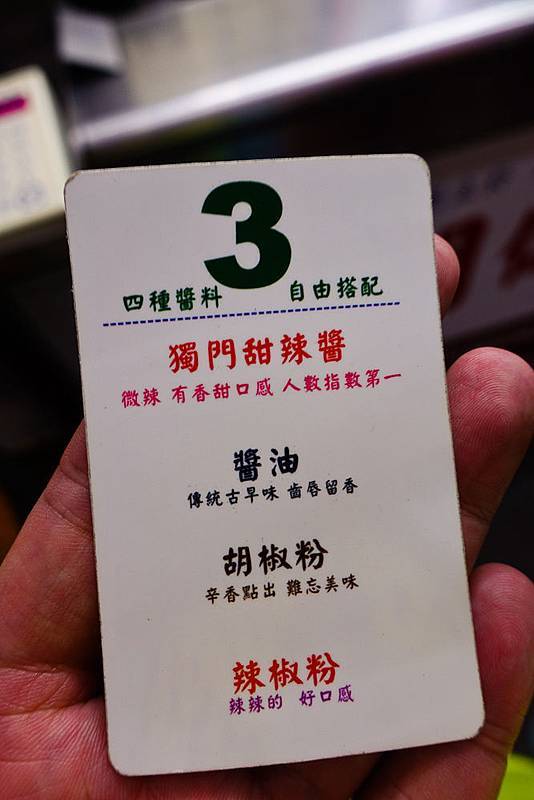 3
四種醬料 自由搭配
獨門甜辣醬
微辣 有香甜口感 人數指數第一
醬油
傳統古早味 齒唇留香
胡椒粉
辛香點出 難忘美味
辣椒粉
辣辣的 好口感